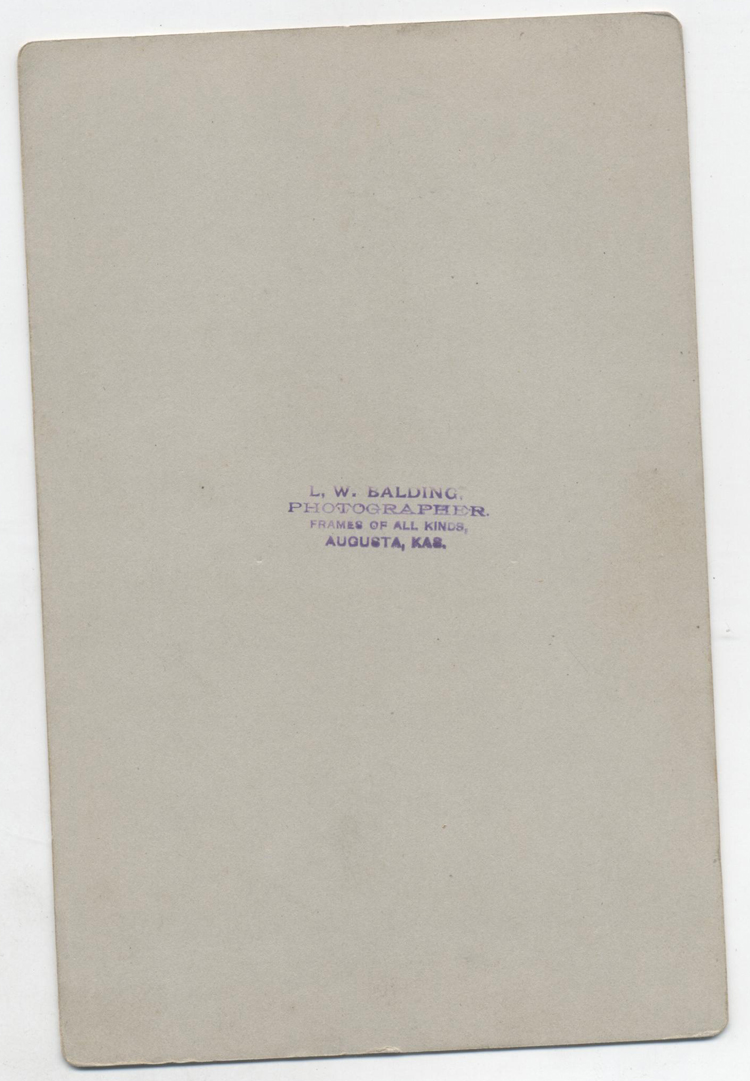 L. W. BALDING,
PHOTOGRAPHER.
FRAMES OF ALL KINDS,
AUGUSTA, KAS.